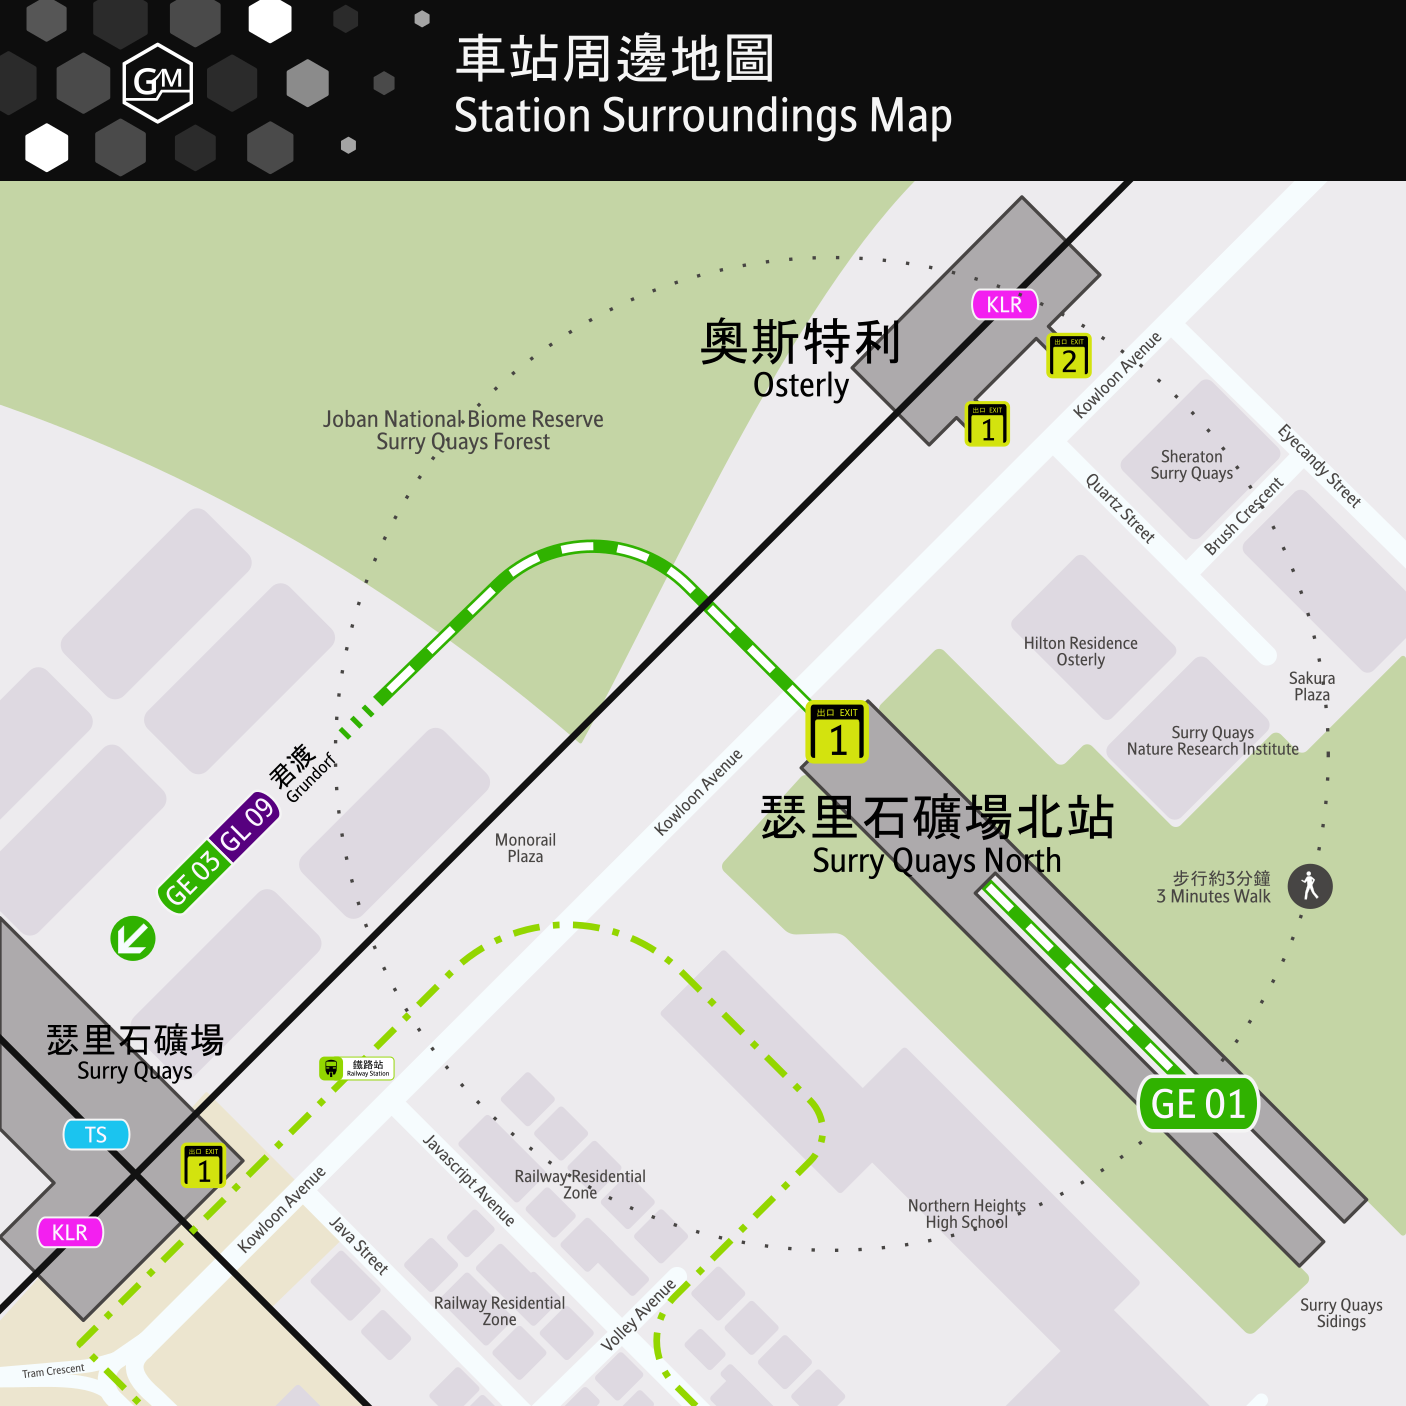 GM
車站周邊地圖
Station Surroundings Map
KLR
奧斯特利
Osterly
出口 EXIT
2
出口 EXIT
1
Kowloon Avenue
Joban National Biome Reserve
Surry Quays Forest
Sheraton
Surry Quays
Eyecandy Street
Quartz Street
Brush Crescent
Hilton Residence
Osterly
Sakura
Plaza
Surry Quays
Nature Research Institute
出口 EXIT
1
君渡
Grundorf
GE 03
GL 09
Kowloon Avenue
瑟里石礦場北站
Surry Quays North
Monorail
Plaza
步行約3分鐘
3 Minutes Walk
瑟里石礦場
Surry Quays
鐵路站
Railway Station
TS
出口 EXIT
1
KLR
GE 01
Kowloon Avenue
Javascript Avenue
Java Street
Railway Residential
Zone
Northern Heights
High School
Railway Residential
Zone
Volley Avenue
Surry Quays
Sidings
Tram Crescent